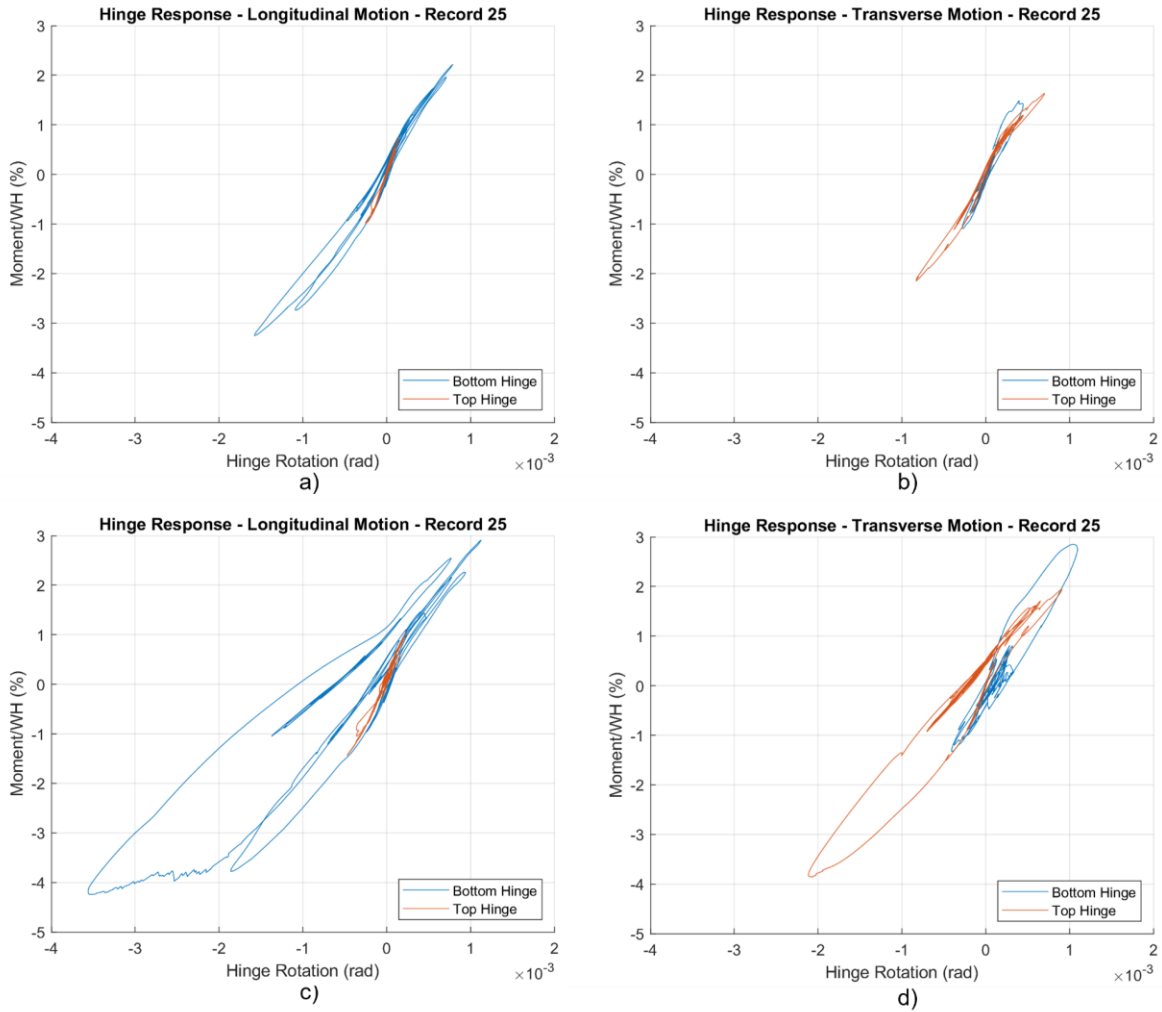 Hinge Response - Longitudinal Motion - Record 25
3
2
1
0
-1
-2
-3
-4
-5
Moment/WH (%)
Bottom Hinge
Top Hinge
-4 -3 -2 -1 0 1 2
Hinge Rotation (rad) ×10⁻³
a)
Hinge Response - Transverse Motion - Record 25
3
2
1
0
-1
-2
-3
-4
-5
Moment/WH (%)
Bottom Hinge
Top Hinge
-4 -3 -2 -1 0 1 2
Hinge Rotation (rad) ×10⁻³
b)
Hinge Response - Longitudinal Motion - Record 25
3
2
1
0
-1
-2
-3
-4
-5
Moment/WH (%)
Bottom Hinge
Top Hinge
-4 -3 -2 -1 0 1 2
Hinge Rotation (rad) ×10⁻³
c)
Hinge Response - Transverse Motion - Record 25
3
2
1
0
-1
-2
-3
-4
-5
Moment/WH (%)
Bottom Hinge
Top Hinge
-4 -3 -2 -1 0 1 2
Hinge Rotation (rad) ×10⁻³
d)